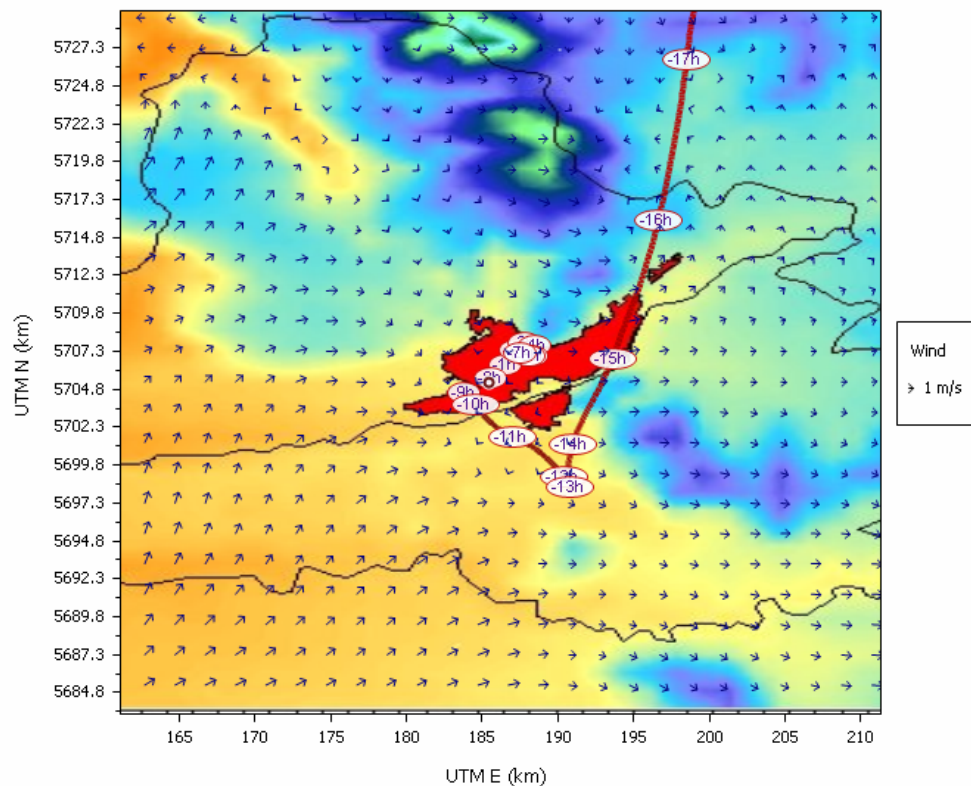 5727.3
5724.8
5722.3
5719.8
5717.3
5714.8
5712.3
5709.8
5707.3
5704.8
5702.3
5699.8
5697.3
5694.8
5692.3
5689.8
5687.3
5684.8
UTM N (km)
-17h
-16h
-15h
-7h
-1h
-9h
-10h
-11h
-14h
-13h
Wind
1 m/s
165 170 175 180 185 190 195 200 205 210
UTM E (km)